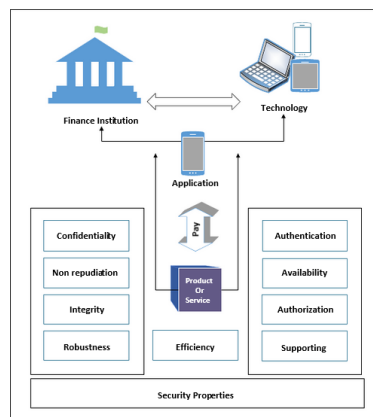 Finance Institution
Technology
Application
Pay
Confidentiality
Non repudiation
Integrity
Robustness
Product
Or
Service
Efficiency
Authentication
Availability
Authorization
Supporting
Security Properties